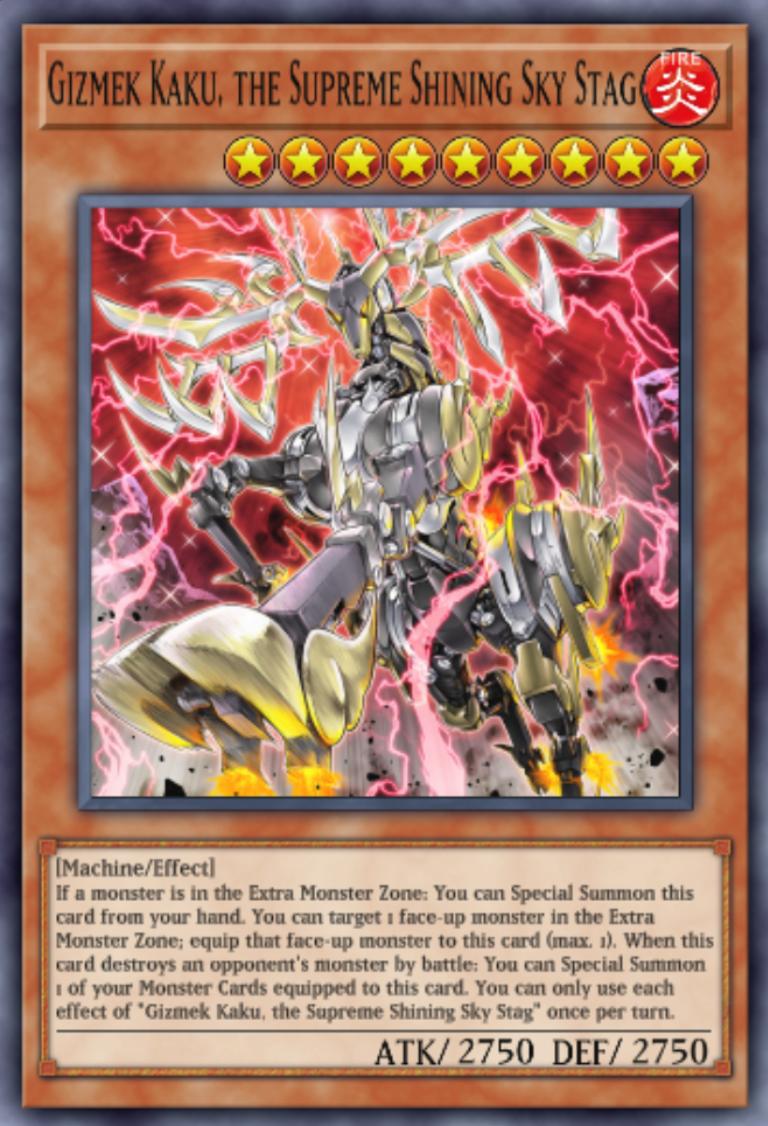 Gizmek Kaku, the Supreme Shining Sky Stag
FIRE
炎
[Machine/Effect]
If a monster is in the Extra Monster Zone: You can Special Summon this
card from your hand. You can target 1 face-up monster in the Extra
Monster Zone; equip that face-up monster to this card (max. 1). When this
card destroys an opponent's monster by battle: You can Special Summon
1 of your Monster Cards equipped to this card. You can only use each
effect of "Gizmek Kaku, the Supreme Shining Sky Stag" once per turn.
ATK/ 2750 DEF/ 2750